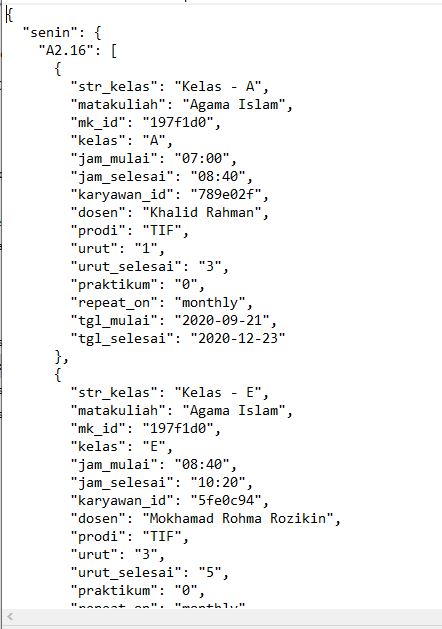 {
"senin": {
"A2.16": [
{
"str_kelas": "Kelas - A",
"matakuliah": "Agama Islam",
"mk_id": "197f1d0",
"kelas": "A",
"jam_mulai": "07:00",
"jam_selesai": "08:40",
"karyawan_id": "789e02f",
"dosen": "Khalid Rahman",
"prodi": "TIF",
"urut": "1",
"urut_selesai": "3",
"praktikum": "0",
"repeat_on": "monthly",
"tgl_mulai": "2020-09-21",
"tgl_selesai": "2020-12-23"
},
{
"str_kelas": "Kelas - E",
"matakuliah": "Agama Islam",
"mk_id": "197f1d0",
"kelas": "E",
"jam_mulai": "08:40",
"jam_selesai": "10:20",
"karyawan_id": "5fe0c94",
"dosen": "Mokhamad Rohma Rozikin",
"prodi": "TIF",
"urut": "3",
"urut_selesai": "5",
"praktikum": "0",
"repeat_on": "monthly"